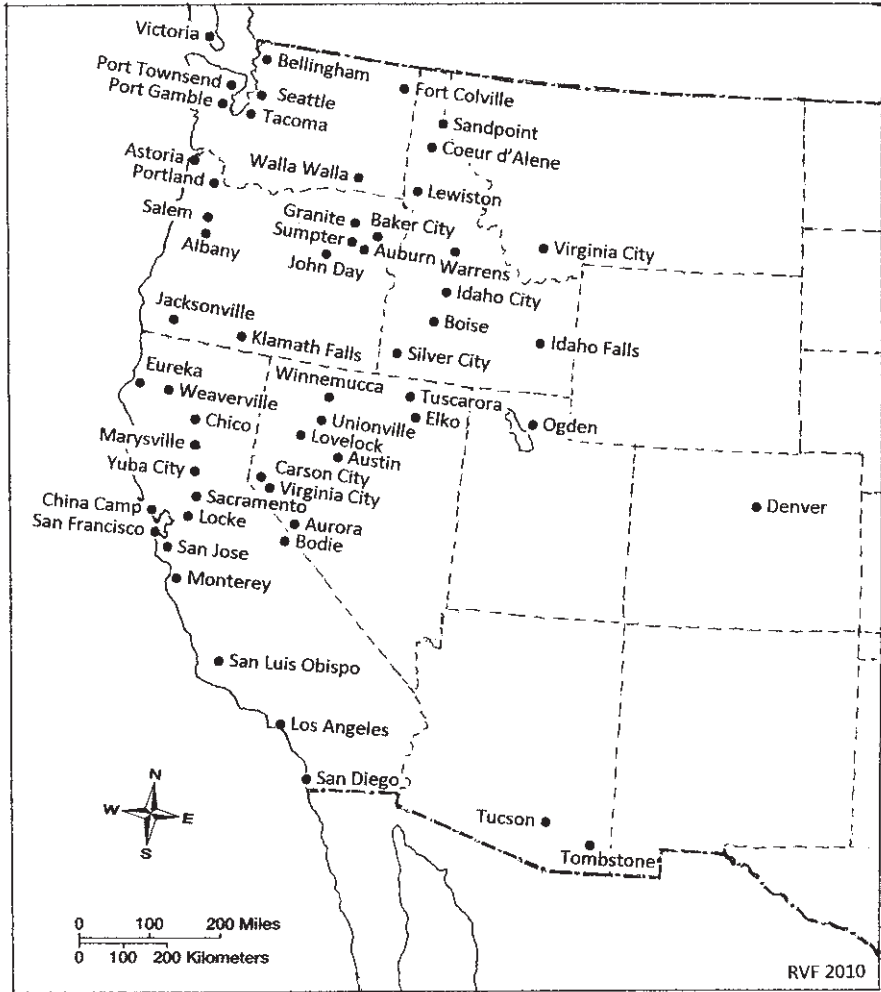 Victoria
Bellingham
Port Townsend
Fort Colville
Port Gamble
Seattle
Tacoma
Sandpoint
Coeur d'Alene
Astoria
Walla Walla
Portland
Lewiston
Salem
Granite
Baker City
Albany
Sumpter
Auburn
Virginia City
John Day
Warrens
Idaho City
Jacksonville
Boise
Klamath Falls
Idaho Falls
Silver City
Eureka
Winnemucca
Weaverville
Tuscarora
Chico
Unionville
Elko
Ogden
Marysville
Lovelock
Austin
Yuba City
Carson City
Virginia City
China Camp
Sacramento
Denver
San Francisco
Locke
Aurora
San Jose
Bodie
Monterey
San Luis Obispo
Los Angeles
San Diego
N
W E
S
Tucson
Tombstone
0 100 200 Miles
0 100 200 Kilometers
RVF 2010